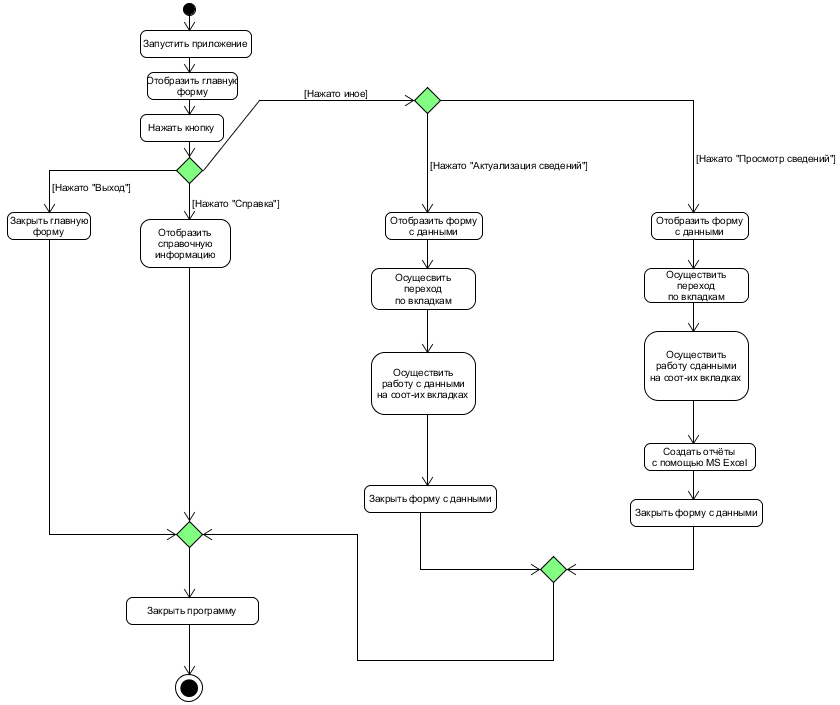 Запустить приложение
Отобразить главную
форму
Нажать кнопку
[Нажато иное]
[Нажато "Выход"]
[Нажато "Справка"]
[Нажато "Актуализация сведений"]
[Нажато "Просмотр сведений"]
Закрыть главную
форму
Отобразить
справочную
информацию
Отобразить форму
с данными
Осущесвить
переход
по вкладкам
Осуществить
работу с данными
на соот-их вкладках
Закрыть форму с данными
Отобразить форму
с данными
Осуществить
переход
по вкладкам
Осуществить
работу сданными
на соот-их вкладках
Создать отчёты
с помощью MS Excel
Закрыть форму с данными
Закрыть программу